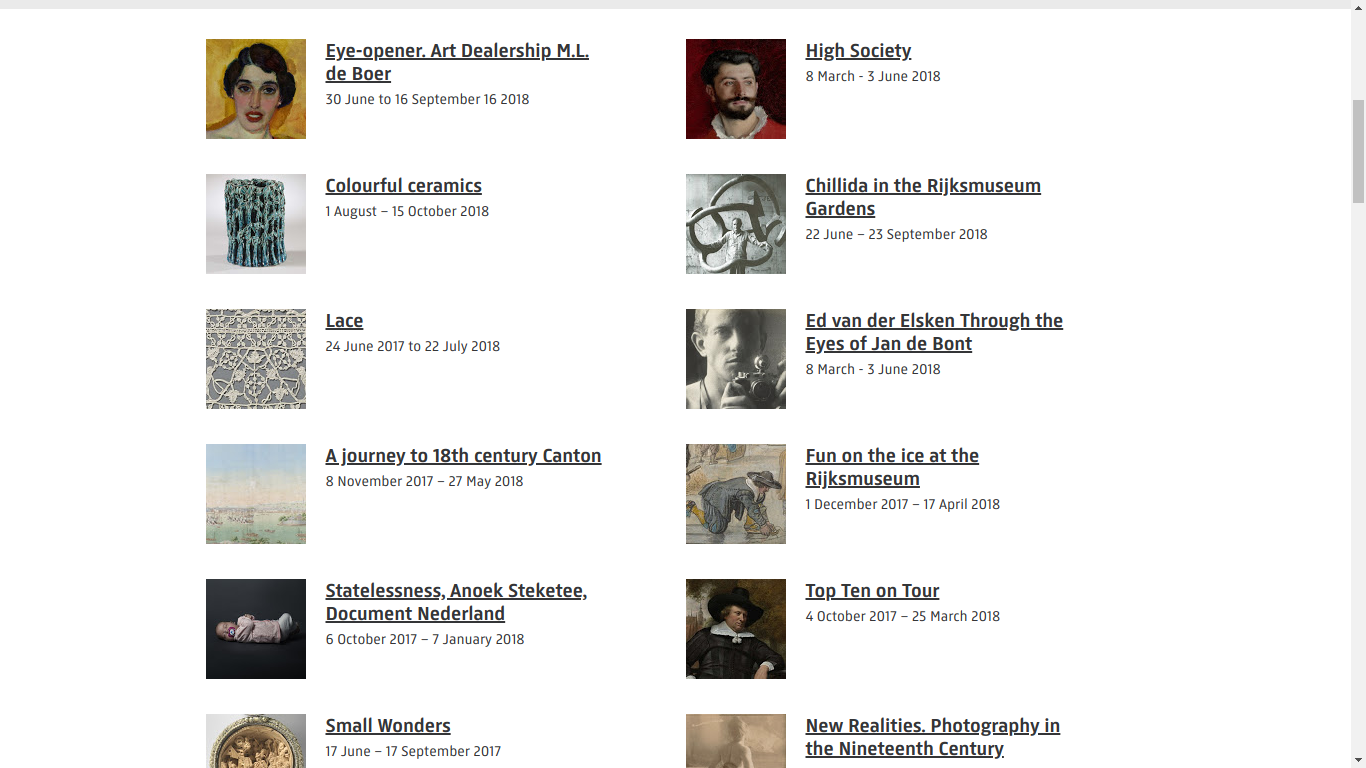 Eye-opener. Art Dealership M.L.
de Boer
30 June to 16 September 16 2018
High Society
8 March - 3 June 2018
Colourful ceramics
1 August – 15 October 2018
Chillida in the Rijksmuseum
Gardens
22 June – 23 September 2018
Lace
24 June 2017 to 22 July 2018
Ed van der Elsken Through the
Eyes of Jan de Bont
8 March - 3 June 2018
A journey to 18th century Canton
8 November 2017 – 27 May 2018
Fun on the ice at the
Rijksmuseum
1 December 2017 – 17 April 2018
Statelessness, Anoek Steketee,
Document Nederland
6 October 2017 – 7 January 2018
Top Ten on Tour
4 October 2017 – 25 March 2018
Small Wonders
17 June – 17 September 2017
New Realities. Photography in
the Nineteenth Century